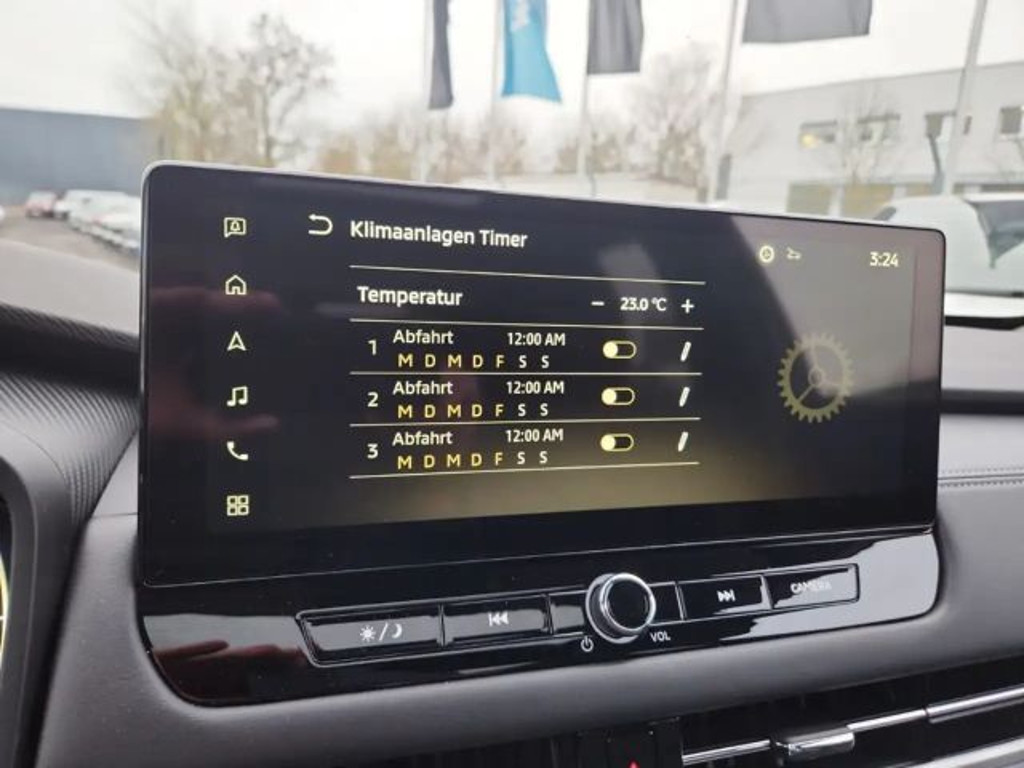 Klimaanlagen Timer
3:24
Temperatur − 23.0 °C +
1 Abfahrt 12:00 AM
M D M D F S S
2 Abfahrt 12:00 AM
M D M D F S S
3 Abfahrt 12:00 AM
M D M D F S S
VOL
CAMERA